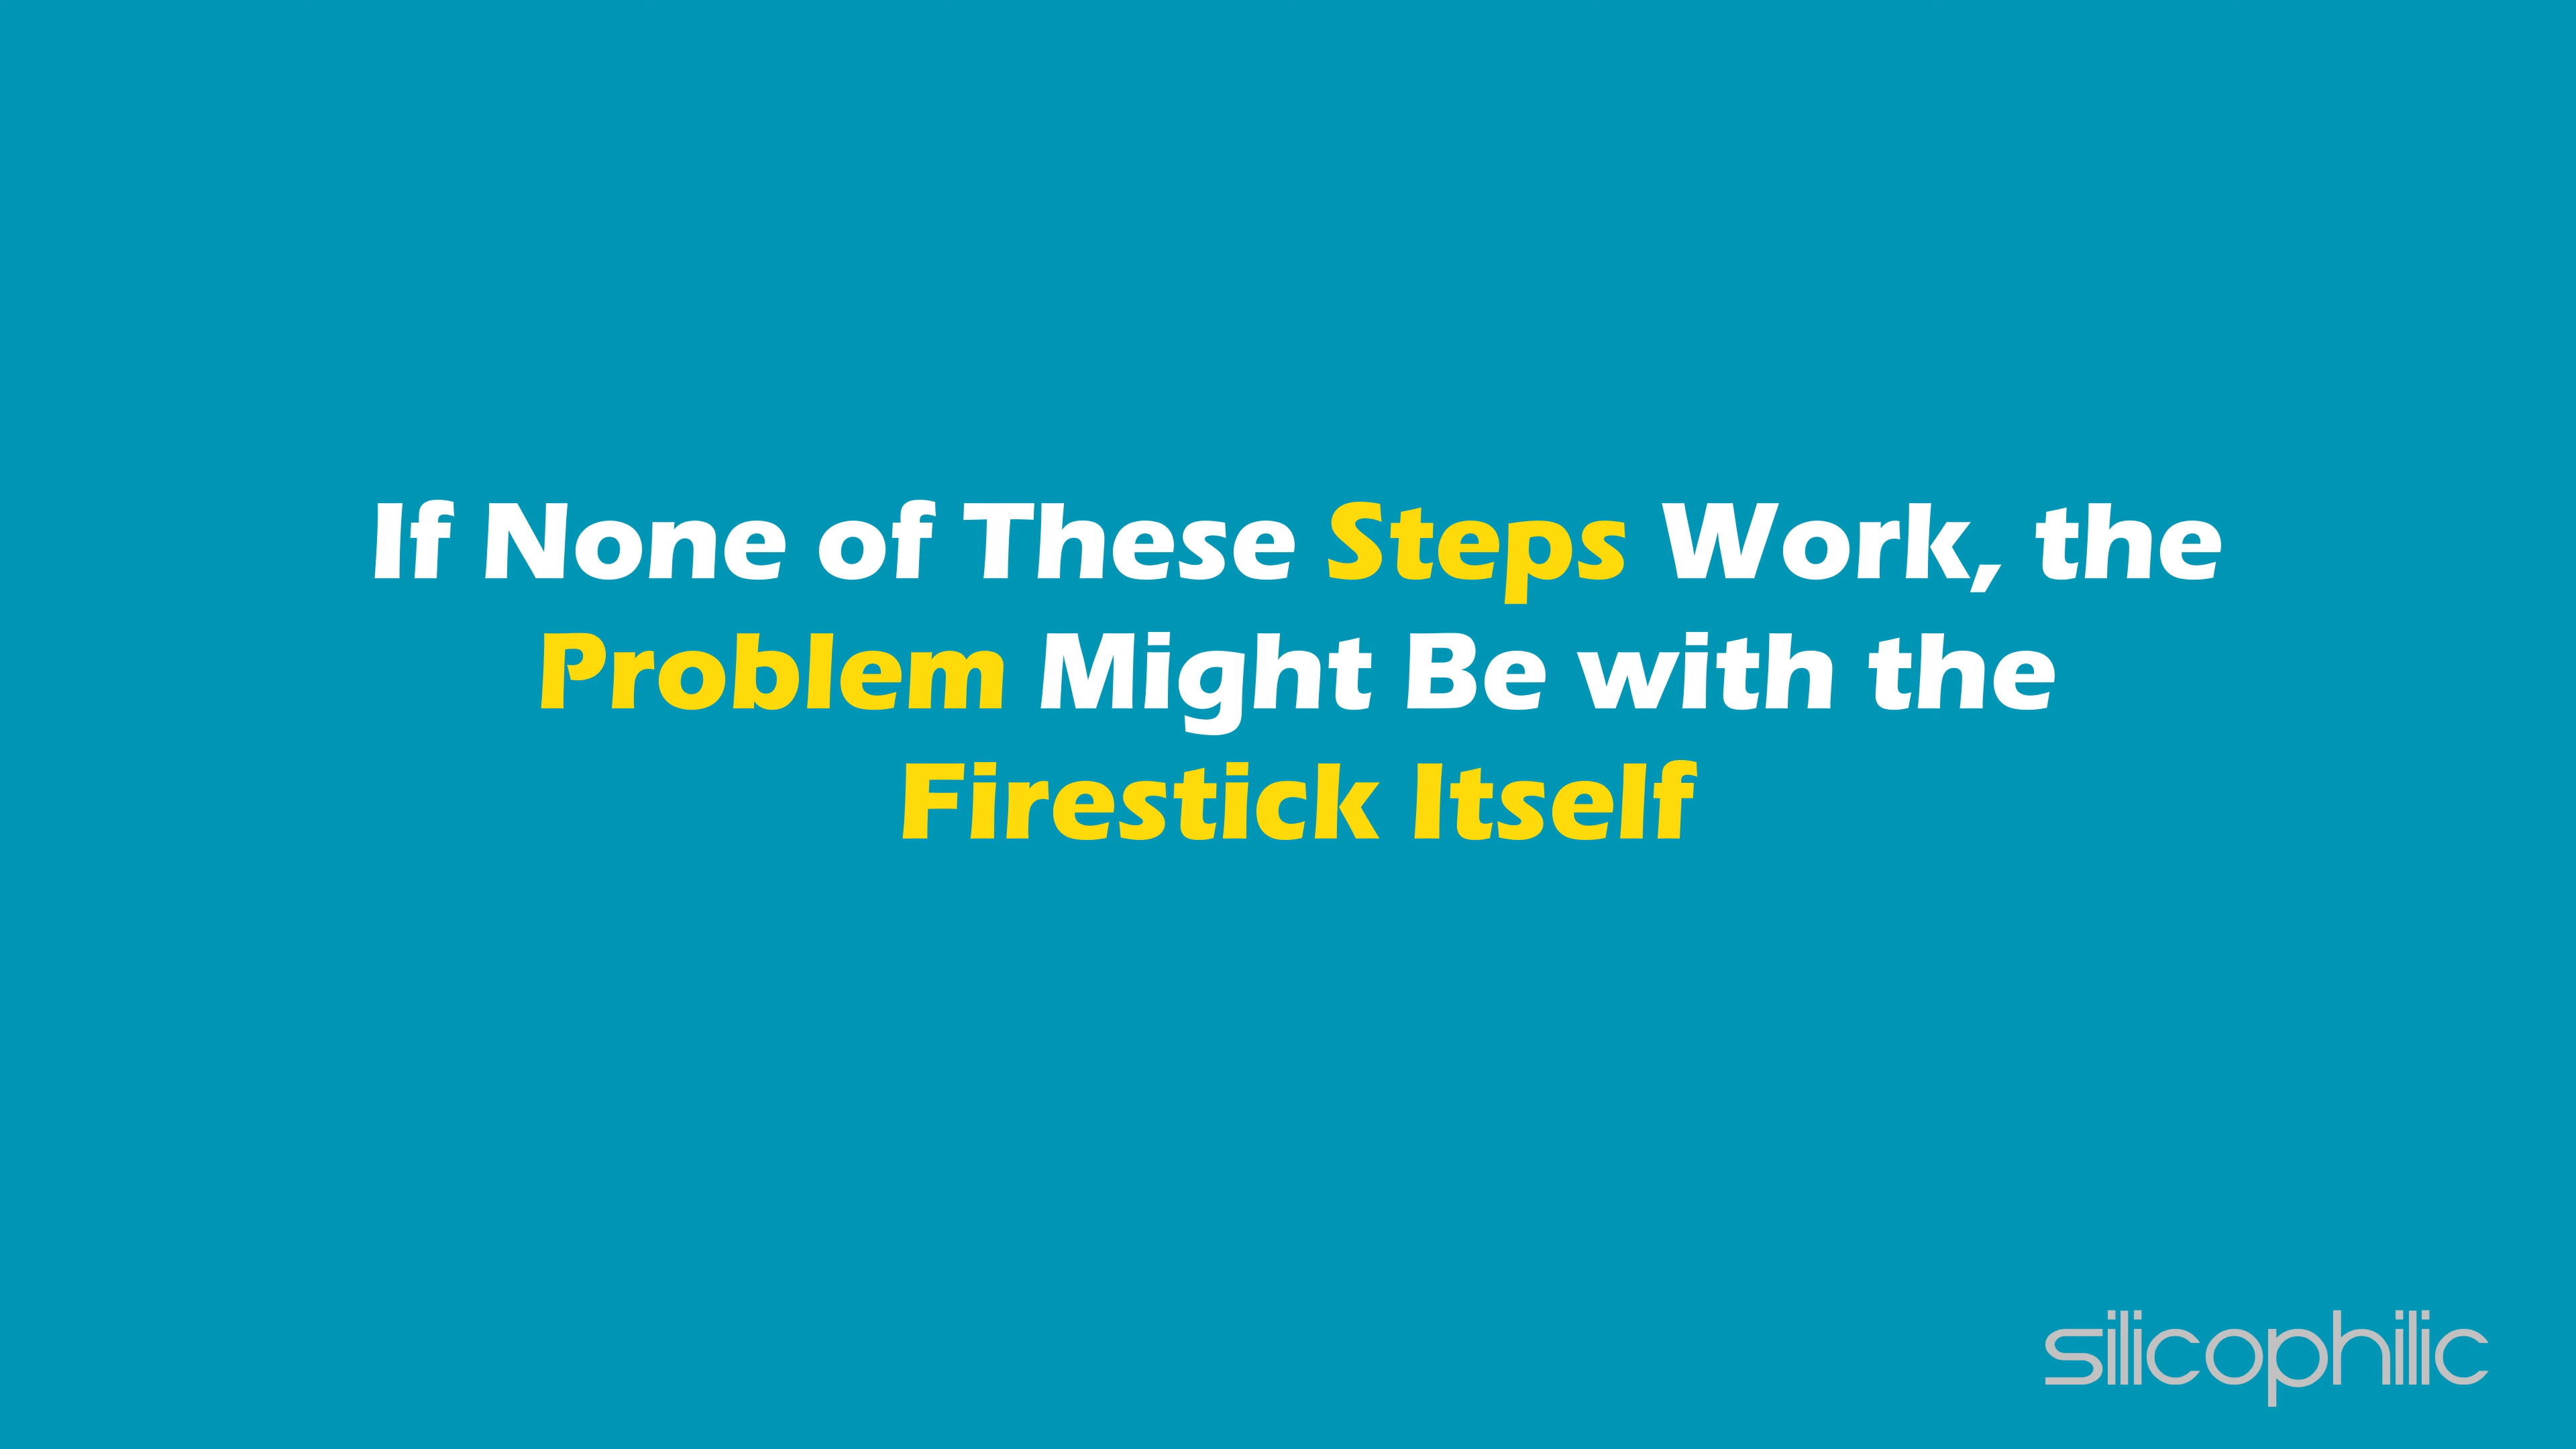 If None of These Steps Work, the
Problem Might Be with the
Firestick Itself
silicophilic